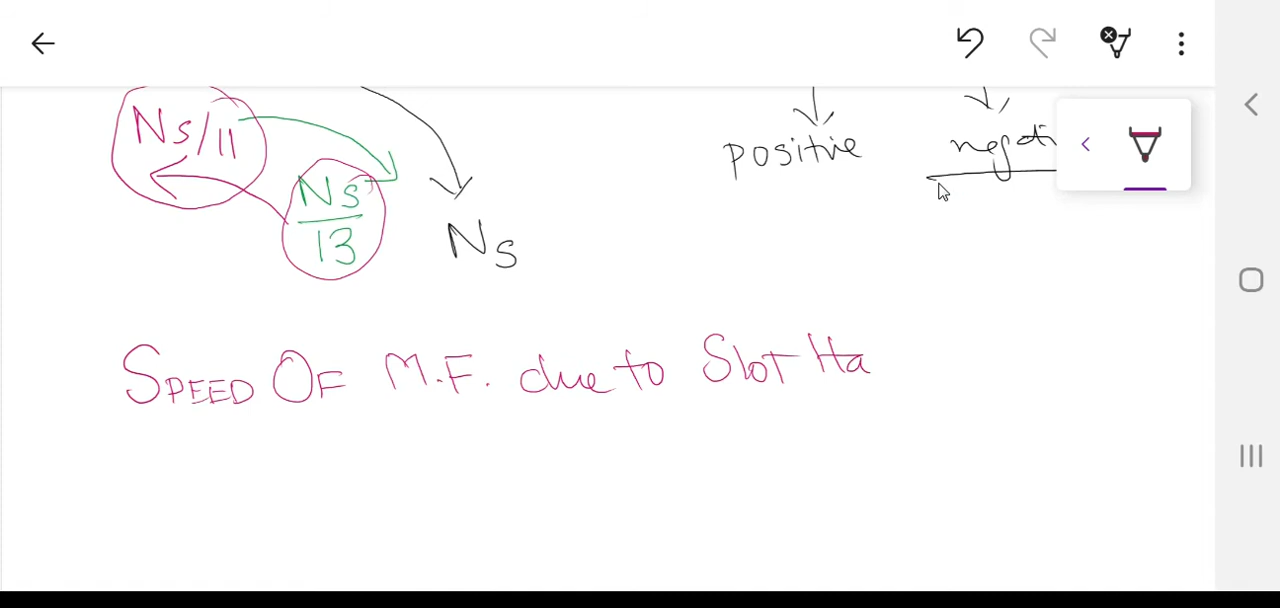 Ns/11
positive
Ns
13
Ns
SPEED OF M.F. due to Slot Ha